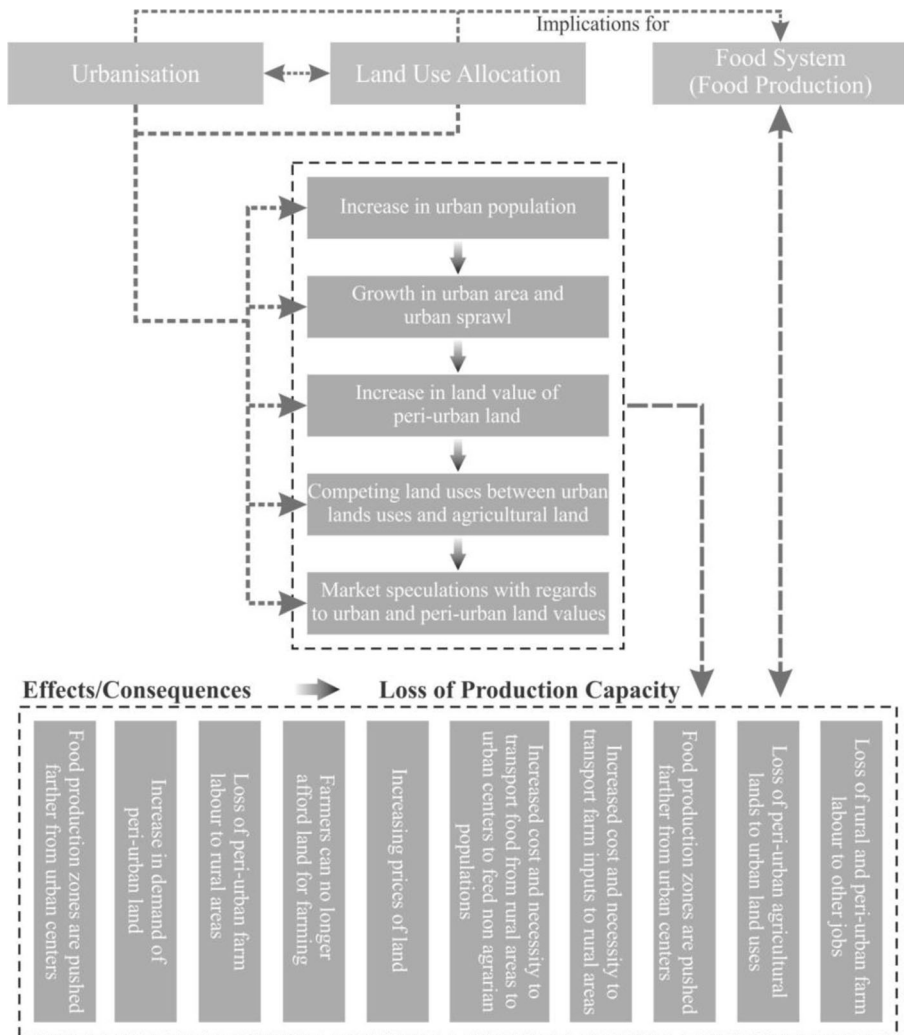 Implications for
Urbanisation
Land Use Allocation
Food System
(Food Production)
Increase in urban population
Growth in urban area and
urban sprawl
Increase in land value of
peri-urban land
Competing land uses between urban
lands uses and agricultural land
Market speculations with regards
to urban and peri-urban land values
Effects/Consequences
Loss of Production Capacity
Food production zones are pushed
farther from urban centers
Increase in demand of
peri-urban land
Loss of peri-urban farm
labour to rural areas
Farmers can no longer
afford land for farming
Increasing prices of land
Increased cost and necessity to
transport food from rural areas to
urban centers to feed non agrarian
populations
Increased cost and necessity to
transport farm inputs to rural areas
Food production zones are pushed
farther from urban centers
Loss of peri-urban agricultural
lands to urban land uses
Loss of rural and peri-urban farm
labour to other jobs